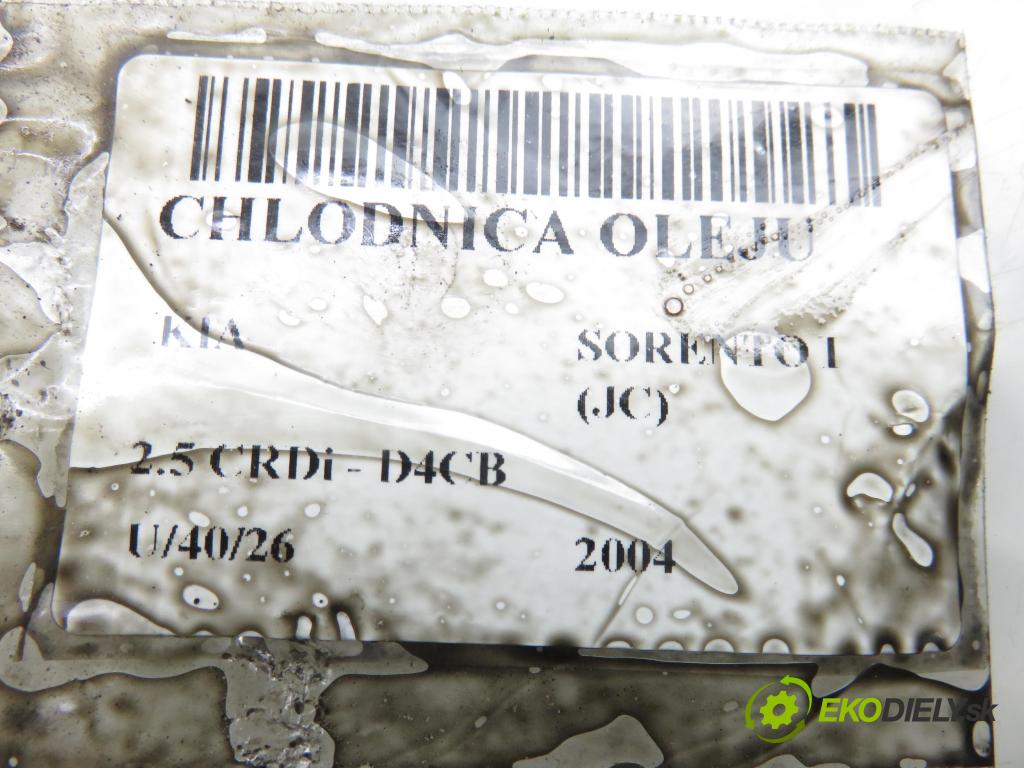 CHLODNICA OLEJU
KIA SORENTO I
(JC)
2.5 CRDi - D4CB
U/40/26 2004
EKODIELY.sk